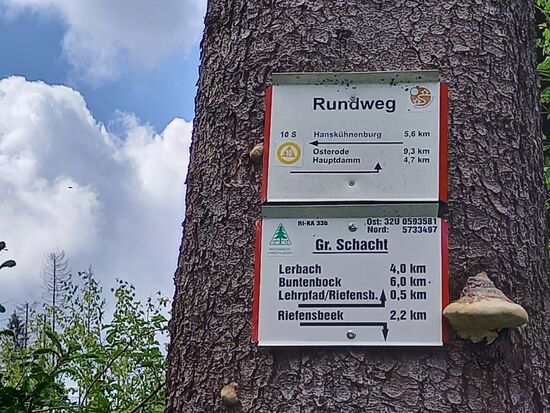 Rundweg
10 S
Hanskühnenburg 5,6 km
Osterode 9,3 km
Hauptdamm 4,7 km
RI-KA 33b
Ost: 32U 0593581
Nord: 5733497
Gr. Schacht
Lerbach 4,0 km
Buntenbock 6,0 km
Lehrpfad/Riefensb. 0,5 km
Riefensbeek 2,2 km